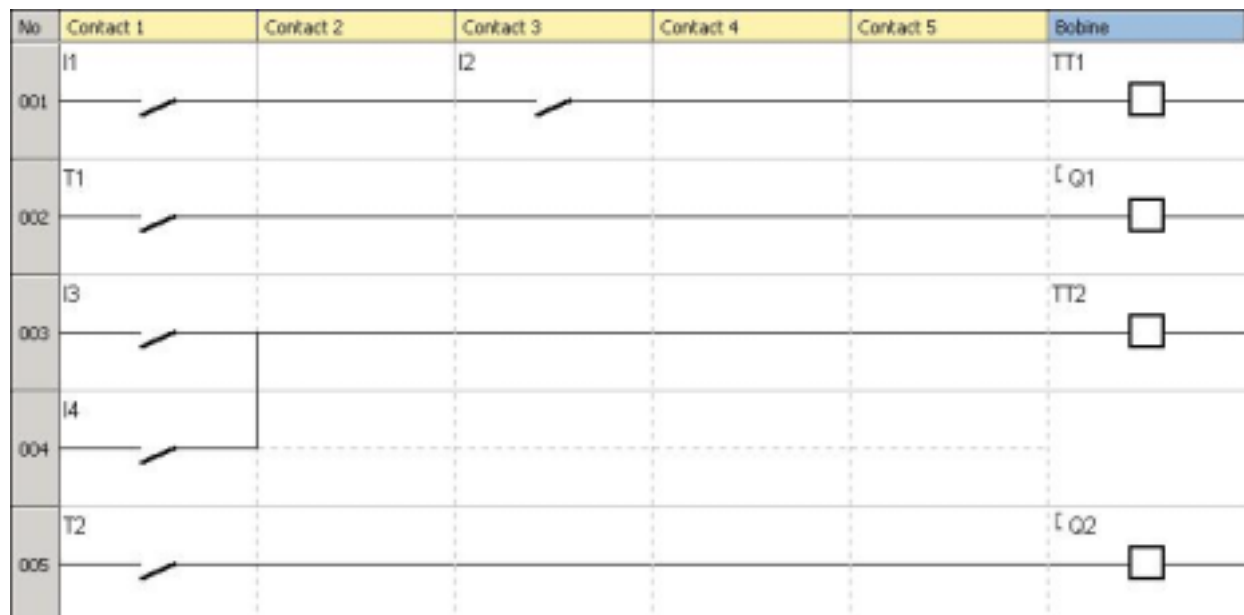 No Contact 1 Contact 2 Contact 3 Contact 4 Contact 5 Bobine
I1 I2 TT1
001
T1 [ Q1
002
I3 TT2
003
I4
004
T2 [ Q2
005